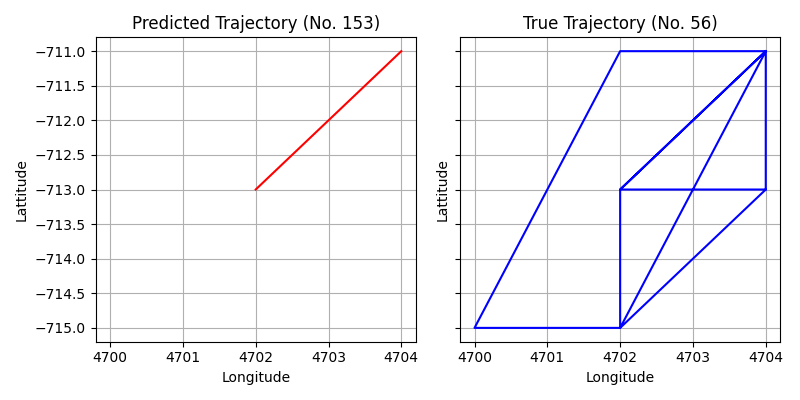 Predicted Trajectory (No. 153)
Lattitude
−711.0
−711.5
−712.0
−712.5
−713.0
−713.5
−714.0
−714.5
−715.0
4700 4701 4702 4703 4704
Longitude
True Trajectory (No. 56)
Lattitude
4700 4701 4702 4703 4704
Longitude